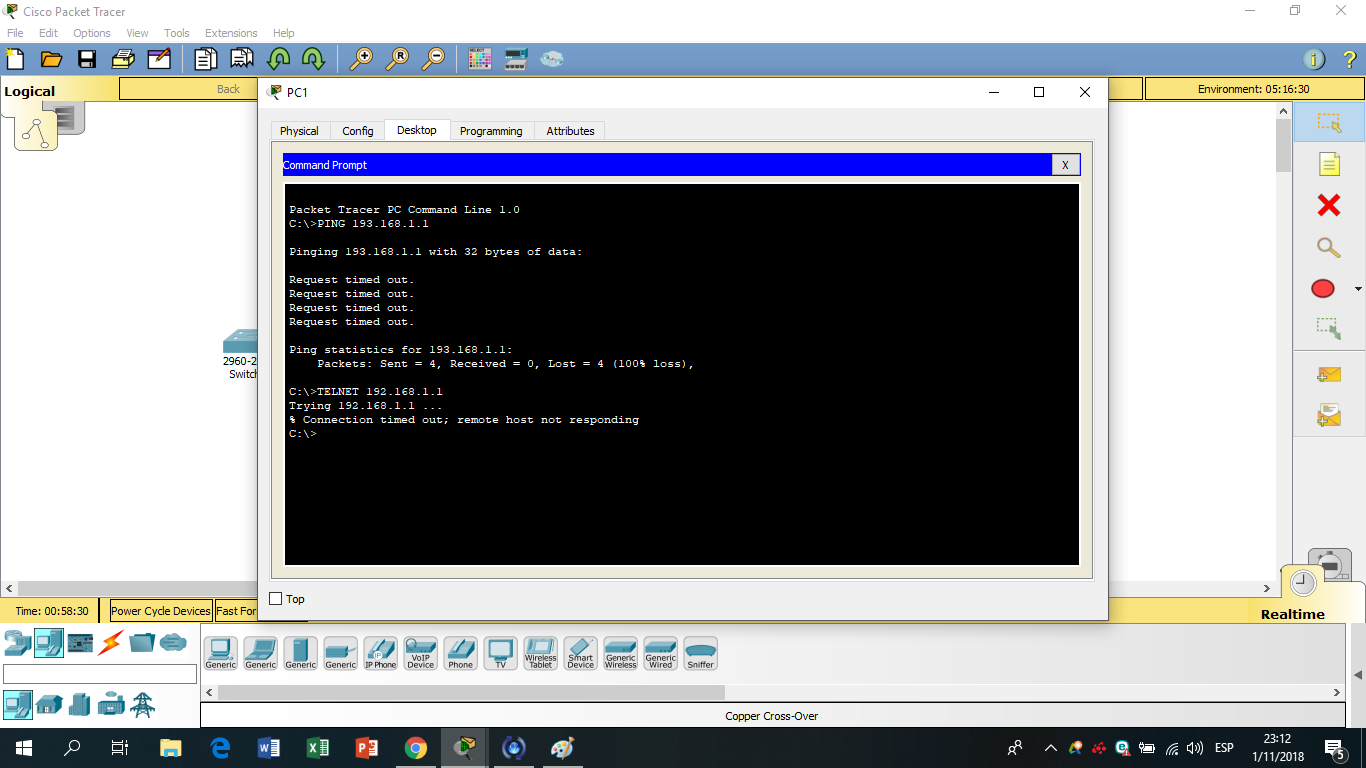 Cisco Packet Tracer
File Edit Options View Tools Extensions Help
SELECT
R
i
?
Logical
Back
Environment: 05:16:30
PC1
Physical Config Desktop Programming Attributes
Command Prompt
X
Packet Tracer PC Command Line 1.0
C:\>PING 193.168.1.1
Pinging 193.168.1.1 with 32 bytes of data:
Request timed out.
Request timed out.
Request timed out.
Request timed out.
Ping statistics for 193.168.1.1:
Packets: Sent = 4, Received = 0, Lost = 4 (100% loss),
C:\>TELNET 192.168.1.1
Trying 192.168.1.1 ...
% Connection timed out; remote host not responding
C:\>
2960-2
Switch
Top
Time: 00:58:30
Power Cycle Devices
Fast For
Realtime
Generic Generic Generic Generic IP Phone VoIP Device Phone TV Wireless Tablet Smart Device Generic Wireless Generic Wired Sniffer
Copper Cross-Over
ESP
23:12
1/11/2018
5